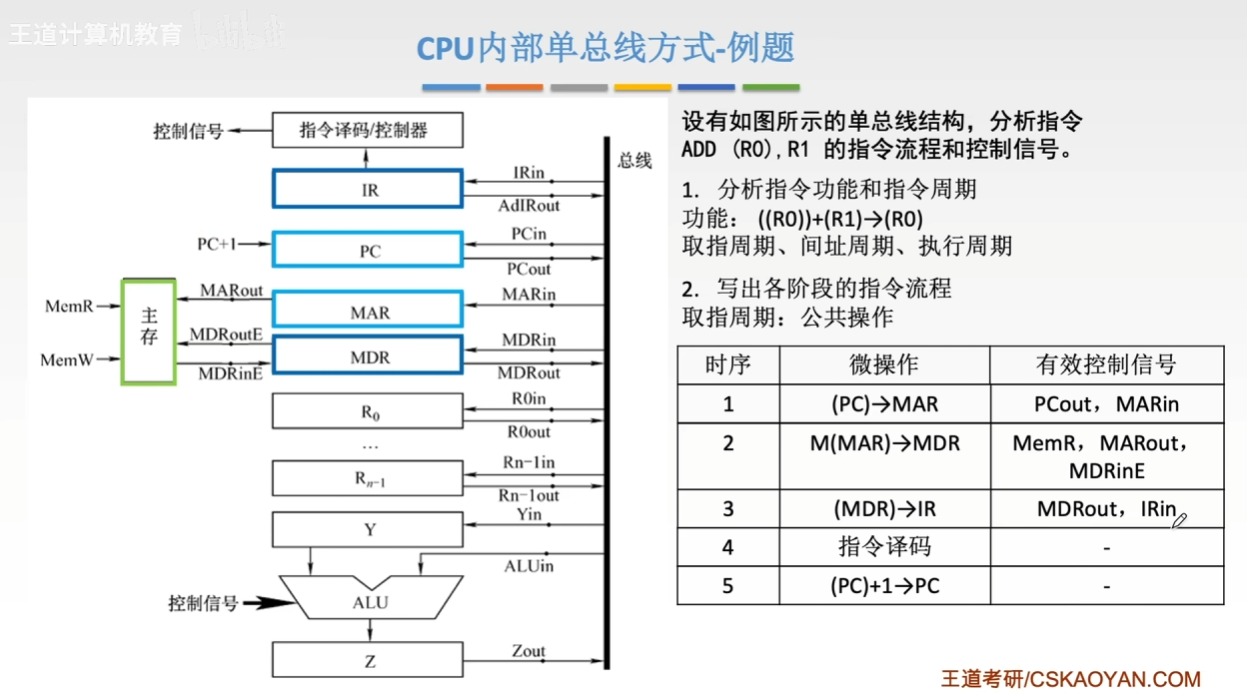 王道计算机教育
CPU内部单总线方式-例题
控制信号
指令译码/控制器
总线
IRin
IR
AdIRout
PC+1
PCin
PC
PCout
MARout
MARin
MemR
主存
MAR
MDRoutE
MDRin
MemW
MDR
MDRinE
MDRout
R0in
R0
R0out
…
Rn-1in
Rn-1
Rn-1out
Yin
Y
ALUin
控制信号
ALU
Zout
Z
设有如图所示的单总线结构，分析指令
ADD (R0),R1 的指令流程和控制信号。
1. 分析指令功能和指令周期
功能： ((R0))+(R1)→(R0)
取指周期、间址周期、执行周期
2. 写出各阶段的指令流程
取指周期：公共操作
时序 微操作 有效控制信号
1 (PC)→MAR PCout，MARin
2 M(MAR)→MDR MemR，MARout，
MDRinE
3 (MDR)→IR MDRout，IRin
4 指令译码 -
5 (PC)+1→PC -
王道考研/CSKAOYAN.COM